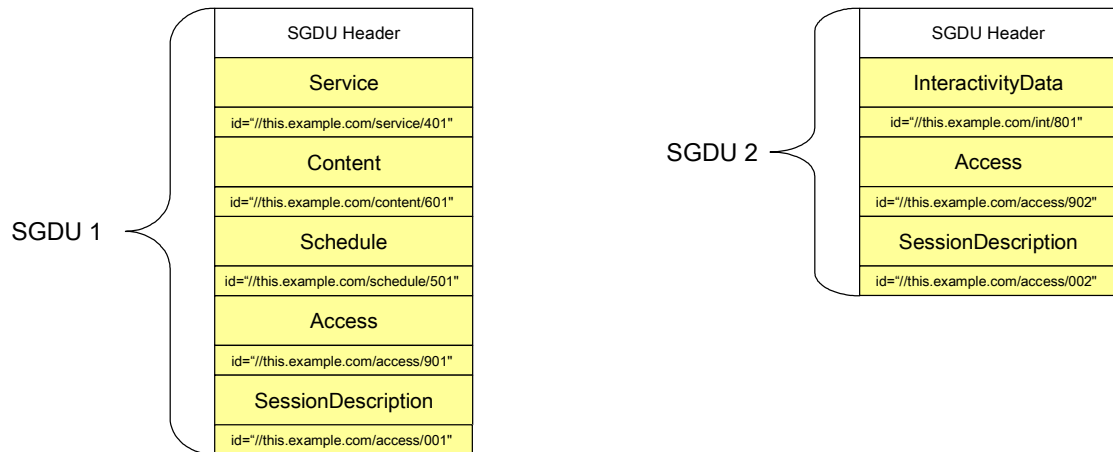 SGDU 1
SGDU Header
Service
id=“//this.example.com/service/401"
Content
id=“//this.example.com/content/601"
Schedule
id=“//this.example.com/schedule/501"
Access
id=“//this.example.com/access/901"
SessionDescription
id=“//this.example.com/access/001"
SGDU 2
SGDU Header
InteractivityData
id=“//this.example.com/int/801"
Access
id=“//this.example.com/access/902"
SessionDescription
id=“//this.example.com/access/002"